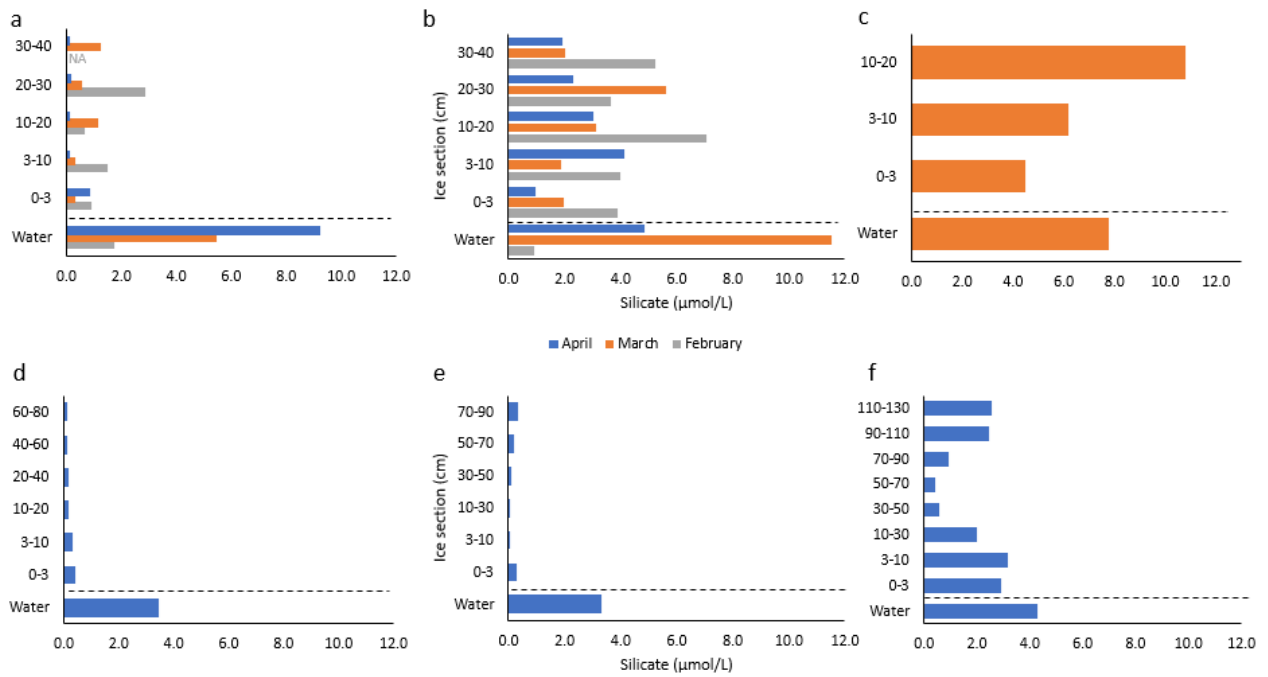 a
30-40
NA
20-30
10-20
3-10
0-3
Water
0.0 2.0 4.0 6.0 8.0 10.0 12.0
b
Ice section (cm)
30-40
20-30
10-20
3-10
0-3
Water
0.0 2.0 4.0 6.0 8.0 10.0 12.0
Silicate (µmol/L)
c
10-20
3-10
0-3
Water
0.0 2.0 4.0 6.0 8.0 10.0 12.0
April March February
d
60-80
40-60
20-40
10-20
3-10
0-3
Water
0.0 2.0 4.0 6.0 8.0 10.0 12.0
e
Ice section (cm)
70-90
50-70
30-50
10-30
3-10
0-3
Water
0.0 2.0 4.0 6.0 8.0 10.0 12.0
Silicate (µmol/L)
f
110-130
90-110
70-90
50-70
30-50
10-30
3-10
0-3
Water
0.0 2.0 4.0 6.0 8.0 10.0 12.0